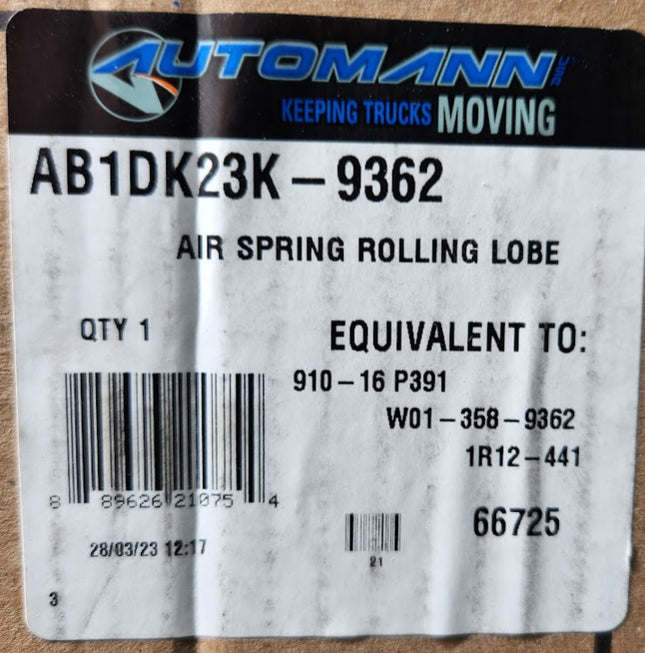 AUTOMANN INC.
KEEPING TRUCKS MOVING
AB1DK23K-9362
AIR SPRING ROLLING LOBE
QTY 1
EQUIVALENT TO:
910-16 P391
W01-358-9362
1R12-441
66725
8 89626 21075 4
28/03/23 12:17
21
3